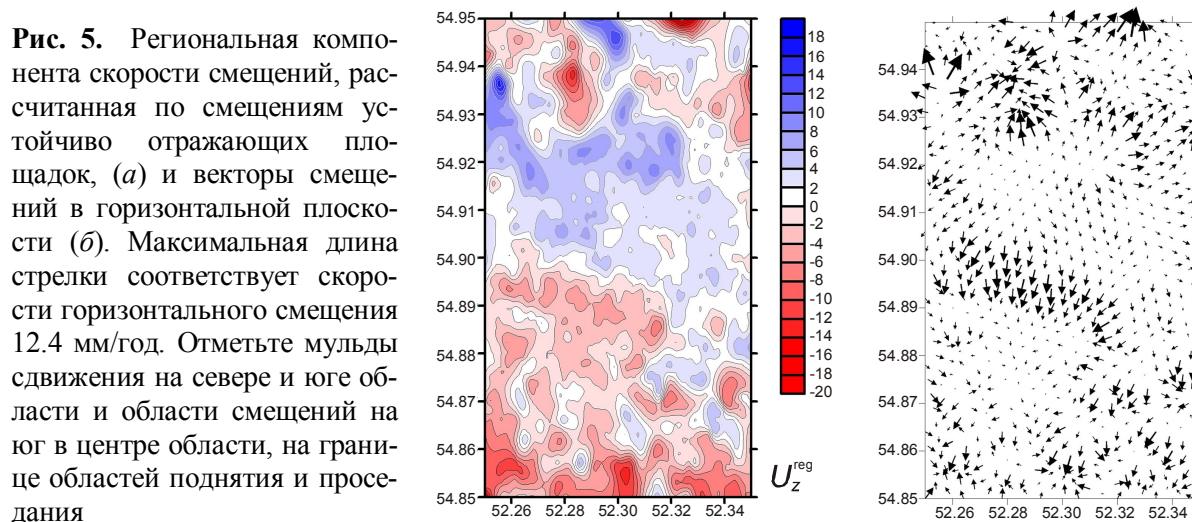 Рис. 5. Региональная компо-
нента скорости смещений, рас-
считанная по смещениям ус-
тойчиво отражающих пло-
щадок, (а) и векторы смеще-
ний в горизонтальной плоско-
сти (б). Максимальная длина
стрелки соответствует скоро-
сти горизонтального смещения
12.4 мм/год. Отметьте мульды
сдвижения на севере и юге об-
ласти и области смещений на
юг в центре области, на грани-
це областей поднятия и просе-
дания
54.95
54.94
54.93
54.92
54.91
54.90
54.89
54.88
54.87
54.86
54.85
52.26 52.28 52.30 52.32 52.34
18
16
14
12
10
8
6
4
2
0
-2
-4
-6
-8
-10
-12
-14
-16
-18
-20
U_z^reg
54.94
54.93
54.92
54.91
54.90
54.89
54.88
54.87
54.86
54.85
52.26 52.28 52.30 52.32 52.34